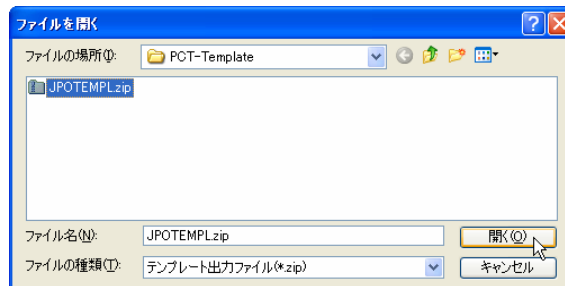 ファイルを開く
ファイルの場所(I): PCT-Template
JPOTEMPL.zip
ファイル名(N): JPOTEMPL.zip 開く(O)
ファイルの種類(T): テンプレート出力ファイル(*.zip) キャンセル